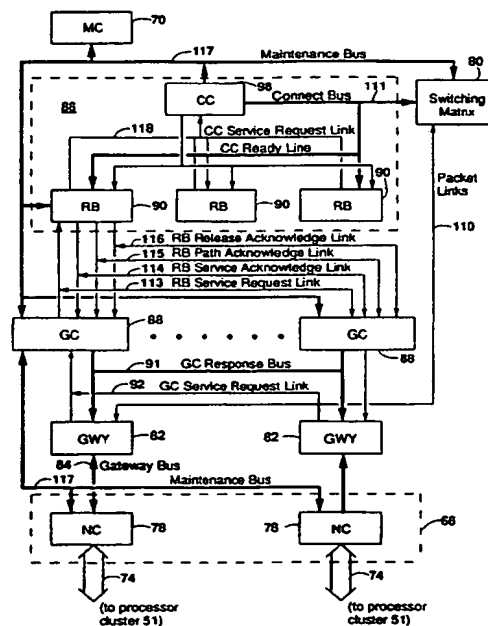 MC
70
117
Maintenance Bus
80
98
CC
Connect Bus
111
Switching
Matrix
118
CC Service Request Link
CC Ready Line
Packet
Links
110
RB
90
RB
90
RB
90
116 RB Release Acknowledge Link
115 RB Path Acknowledge Link
114 RB Service Acknowledge Link
113 RB Service Request Link
GC
88
GC
88
91
GC Response Bus
92
GC Service Request Link
GWY
82
82
GWY
84
Gateway Bus
117
Maintenance Bus
NC
78
78
NC
74
74
(to processor
cluster 51)
(to processor
cluster 51)